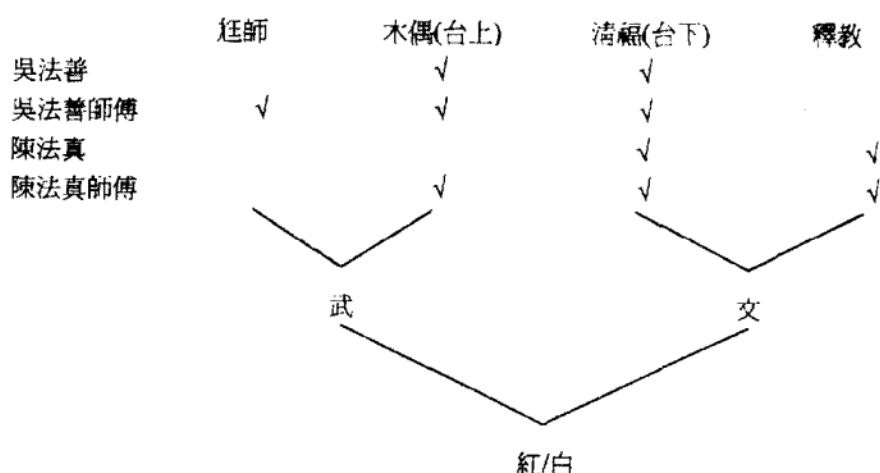 尪師 木偶(台上) 清福(台下) 釋教
吳法善 √ √
吳法善師傅 √ √ √
陳法真 √ √
陳法真師傅 √ √ √
武 文
紅/白